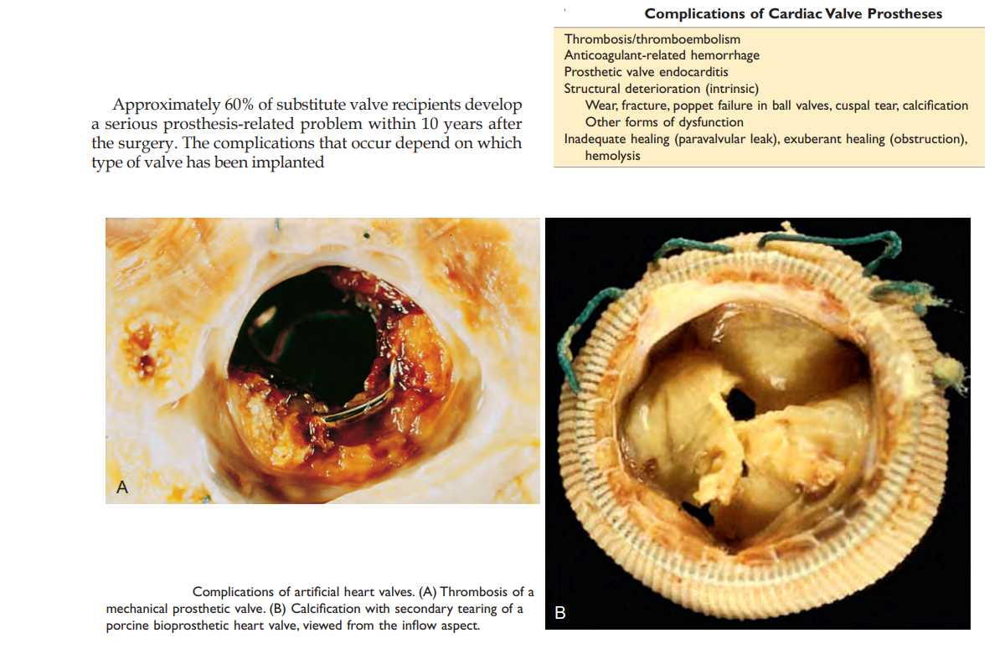 Complications of Cardiac Valve Prostheses
Thrombosis/thromboembolism
Anticoagulant-related hemorrhage
Prosthetic valve endocarditis
Structural deterioration (intrinsic)
Wear, fracture, poppet failure in ball valves, cuspal tear, calcification
Other forms of dysfunction
Inadequate healing (paravalvular leak), exuberant healing (obstruction),
hemolysis
Approximately 60% of substitute valve recipients develop
a serious prosthesis-related problem within 10 years after
the surgery. The complications that occur depend on which
type of valve has been implanted
A
B
Complications of artificial heart valves. (A) Thrombosis of a
mechanical prosthetic valve. (B) Calcification with secondary tearing of a
porcine bioprosthetic heart valve, viewed from the inflow aspect.